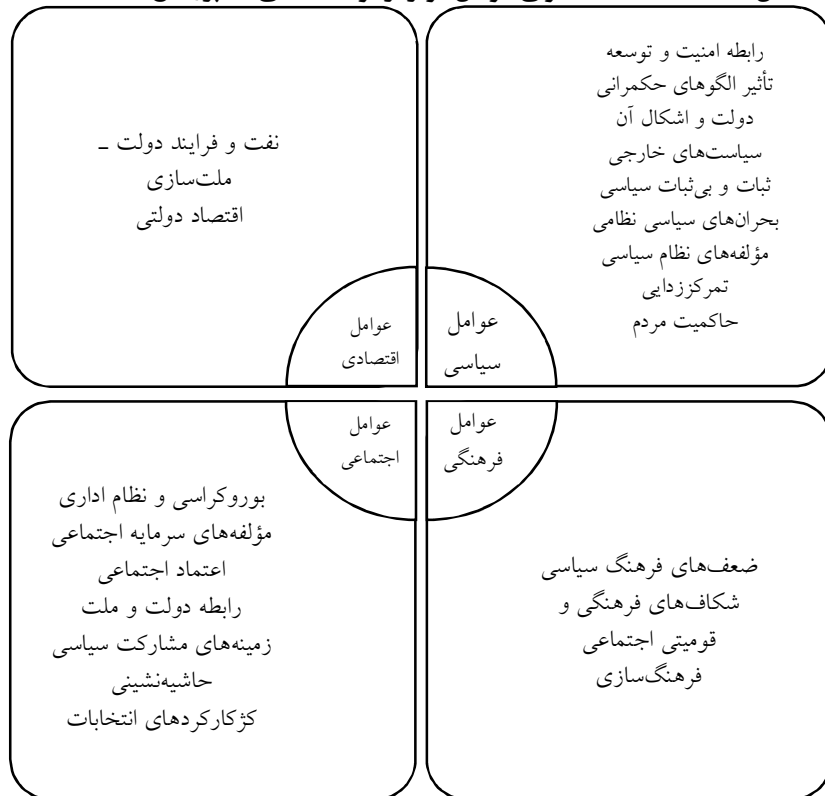 رابطه امنیت و توسعه
تأثیر الگوهای حکمرانی
دولت و اشکال آن
سیاست‌های خارجی
ثبات و بی‌ثبات سیاسی
بحران‌های سیاسی نظامی
مؤلفه‌های نظام سیاسی
تمرکززدایی
حاکمیت مردم
عوامل
سیاسی
نفت و فرایند دولت ـ
ملت‌سازی
اقتصاد دولتی
عوامل
اقتصادی
عوامل
فرهنگی
ضعف‌های فرهنگ سیاسی
شکاف‌های فرهنگی و
قومیتی اجتماعی
فرهنگ‌سازی
عوامل
اجتماعی
بوروکراسی و نظام اداری
مؤلفه‌های سرمایه اجتماعی
اعتماد اجتماعی
رابطه دولت و ملت
زمینه‌های مشارکت سیاسی
حاشیه‌نشینی
کژکارکردهای انتخابات